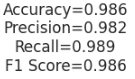 Accuracy=0.986
Precision=0.982
Recall=0.989
F1 Score=0.986